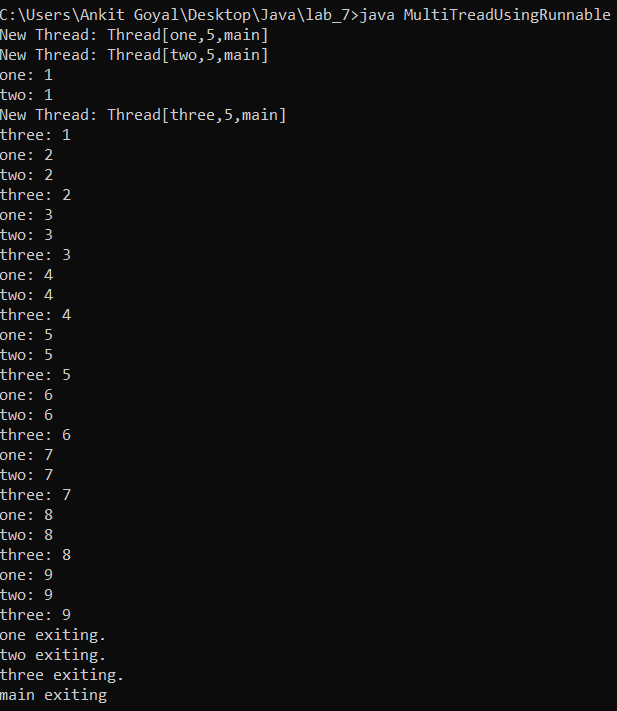 C:\Users\Ankit Goyal\Desktop\Java\lab_7>java MultiTreadUsingRunnable
New Thread: Thread[one,5,main]
New Thread: Thread[two,5,main]
one: 1
two: 1
New Thread: Thread[three,5,main]
three: 1
one: 2
two: 2
three: 2
one: 3
two: 3
three: 3
one: 4
two: 4
three: 4
one: 5
two: 5
three: 5
one: 6
two: 6
three: 6
one: 7
two: 7
three: 7
one: 8
two: 8
three: 8
one: 9
two: 9
three: 9
one exiting.
two exiting.
three exiting.
main exiting